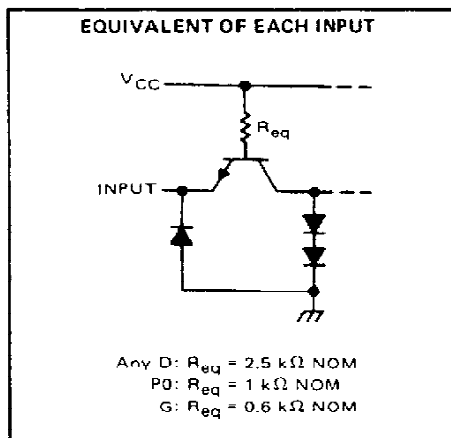 EQUIVALENT OF EACH INPUT
VCC
Req
INPUT
Any D: Req = 2.5 kΩ NOM
P0: Req = 1 kΩ NOM
G: Req = 0.6 kΩ NOM